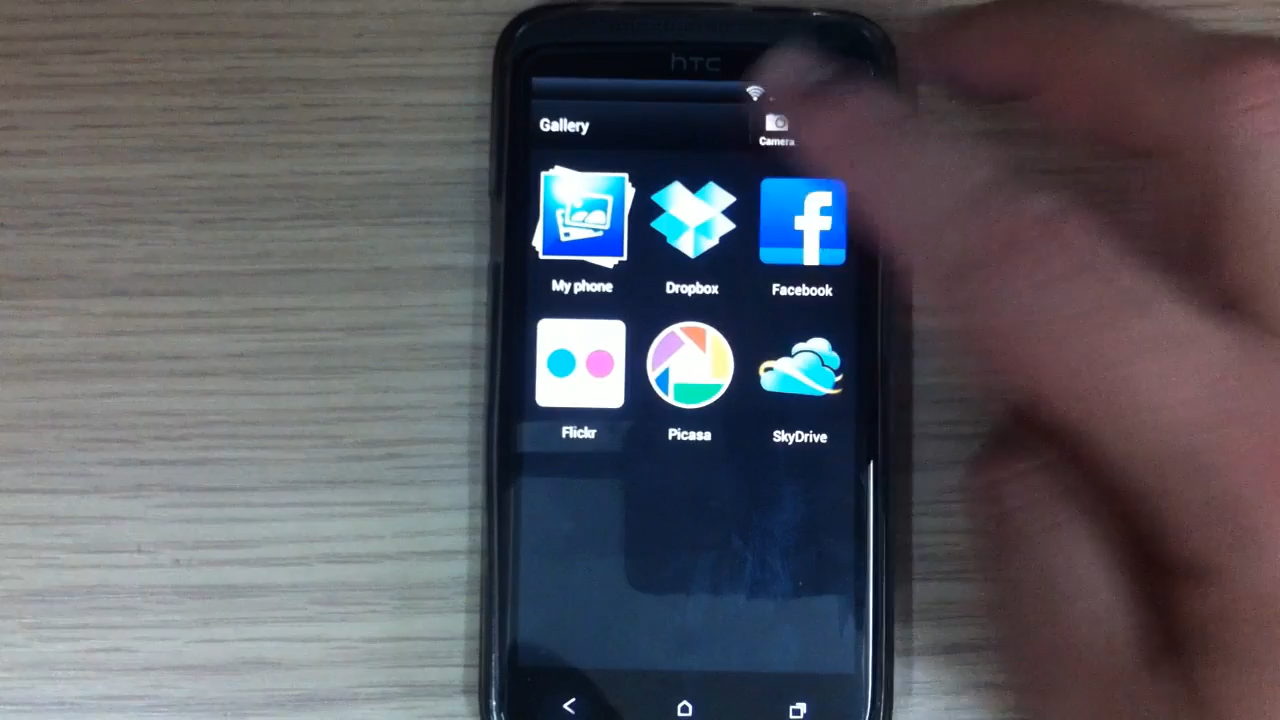 hTC
Gallery
Camera
My phone
Dropbox
Facebook
Flickr
Picasa
SkyDrive